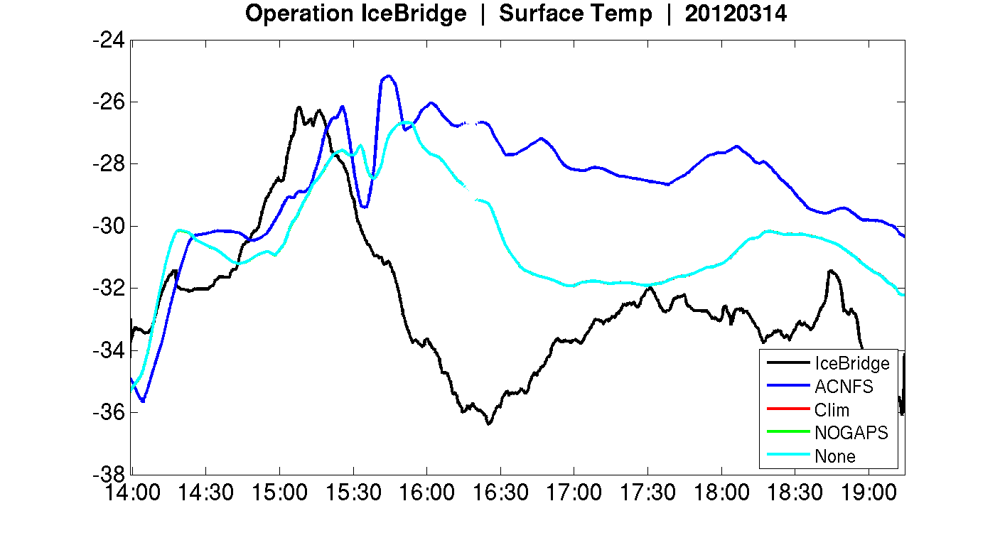 Operation IceBridge | Surface Temp | 20120314
-24
-26
-28
-30
-32
-34
-36
-38
14:00 14:30 15:00 15:30 16:00 16:30 17:00 17:30 18:00 18:30 19:00
IceBridge
ACNFS
Clim
NOGAPS
None